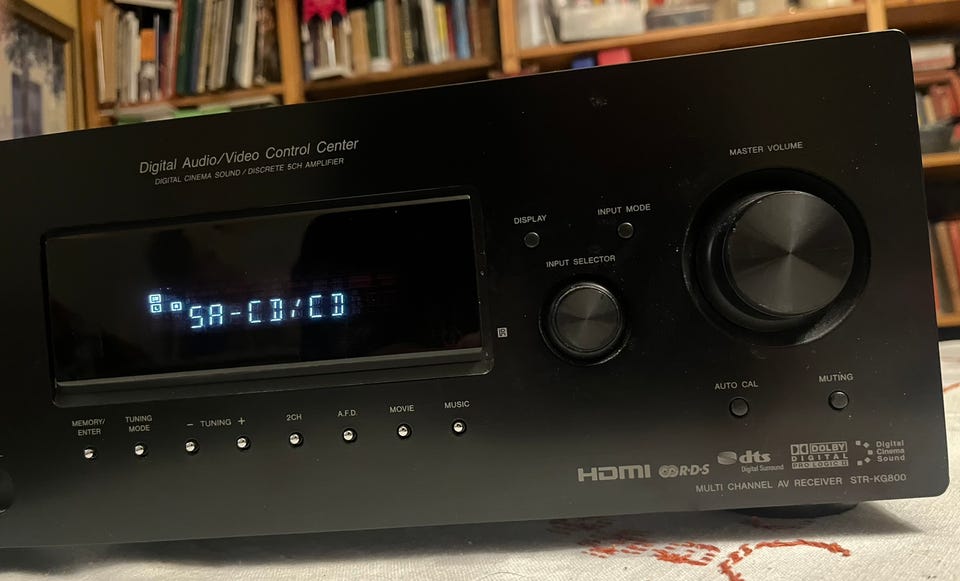 Digital Audio/Video Control Center
DIGITAL CINEMA SOUND / DISCRETE 5CH AMPLIFIER
SA-CD/CD
MEMORY/
ENTER
TUNING
MODE
− TUNING +
2CH
A.F.D.
MOVIE
MUSIC
DISPLAY
INPUT MODE
INPUT SELECTOR
MASTER VOLUME
AUTO CAL
MUTING
HDMI
R·D·S
dts
Digital Surround
DOLBY
DIGITAL
PRO LOGIC II
Digital
Cinema
Sound
MULTI CHANNEL AV RECEIVER STR-KG800